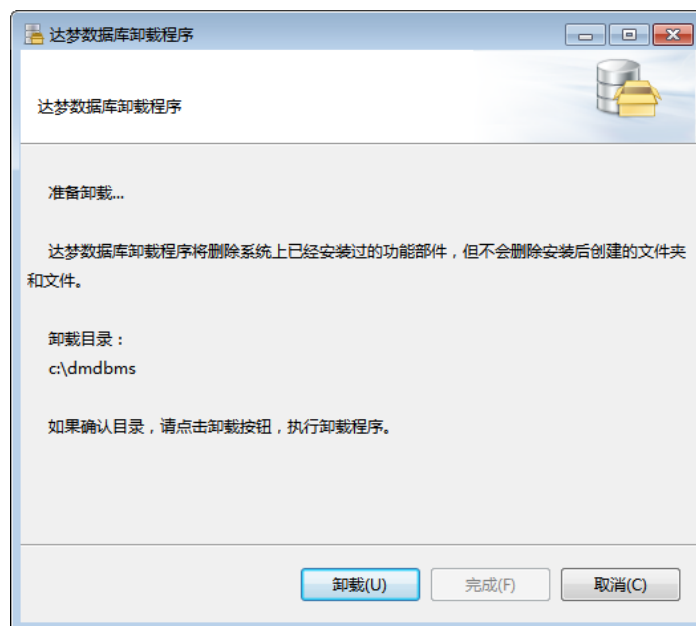 达梦数据库卸载程序
达梦数据库卸载程序
准备卸载...
达梦数据库卸载程序将删除系统上已经安装过的功能部件，但不会删除安装后创建的文件夹
和文件。
卸载目录：
c:\dmdbms
如果确认目录，请点击卸载按钮，执行卸载程序。
卸载(U) 完成(F) 取消(C)